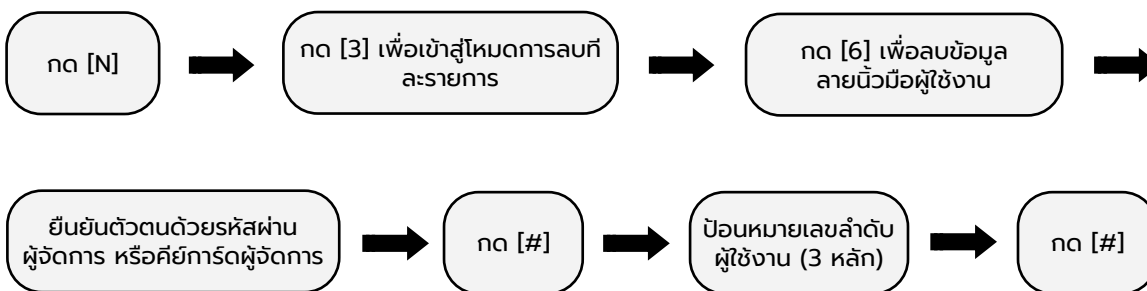 กด [N]
กด [3] เพื่อเข้าสู่โหมดการลบที
ละรายการ
กด [6] เพื่อลบข้อมูล
ลายนิ้วมือผู้ใช้งาน
ยืนยันตัวตนด้วยรหัสผ่าน
ผู้จัดการ หรือคีย์การ์ดผู้จัดการ
กด [#]
ป้อนหมายเลขลำดับ
ผู้ใช้งาน (3 หลัก)
กด [#]